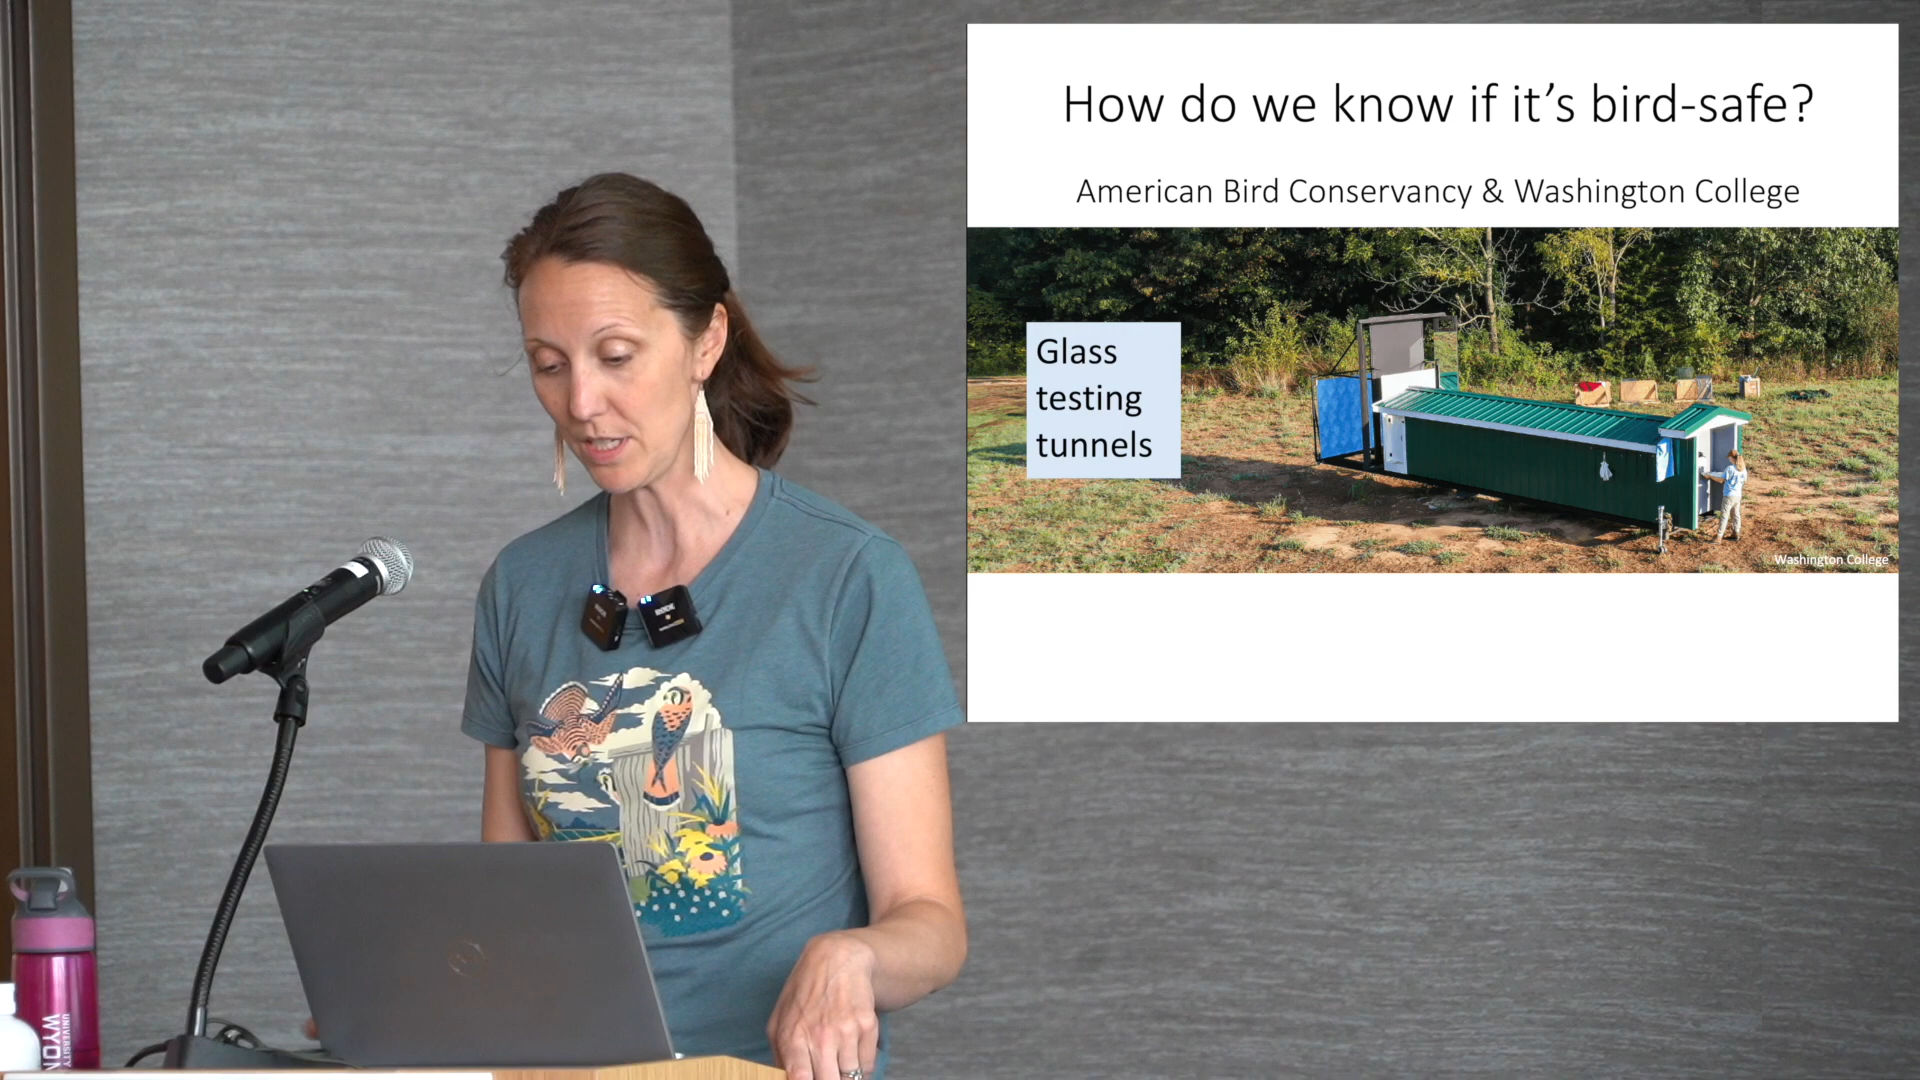 How do we know if it's bird-safe?
American Bird Conservancy & Washington College
Glass
testing
tunnels
Washington College
UNIVERSITY
WYOM